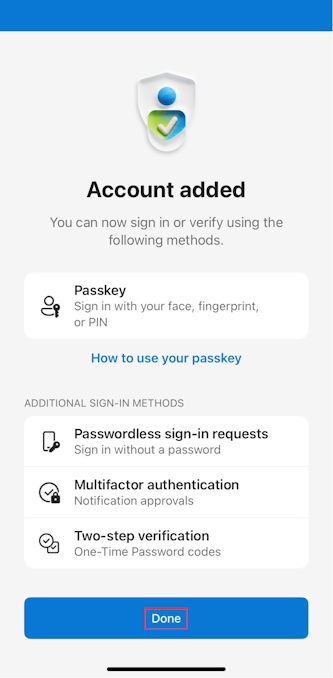 Account added
You can now sign in or verify using the
following methods.
Passkey
Sign in with your face, fingerprint,
or PIN
How to use your passkey
ADDITIONAL SIGN-IN METHODS
Passwordless sign-in requests
Sign in without a password
Multifactor authentication
Notification approvals
Two-step verification
One-Time Password codes
Done